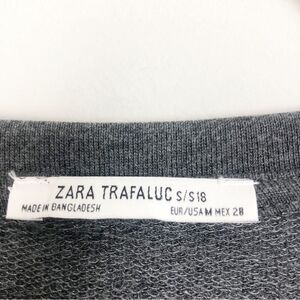 ZARA TRAFALUC S/S18
MADE IN BANGLADESH EUR/USA M MEX 28